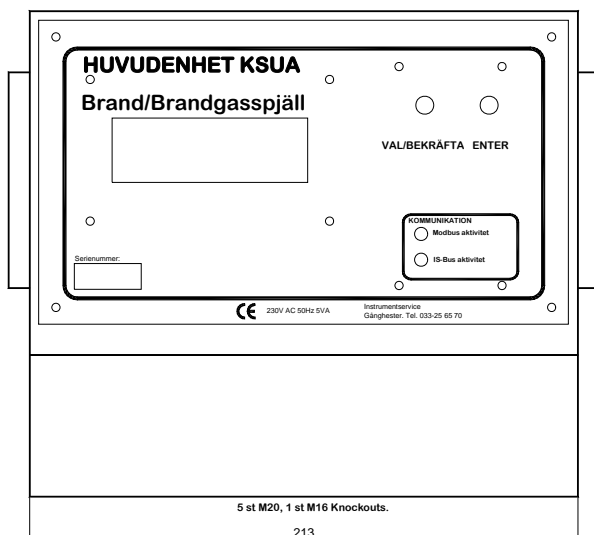 HUVUDENHET KSUA
Brand/Brandgasspjäll
VAL/BEKRÄFTA ENTER
KOMMUNIKATION
Modbus aktivitet
IS-Bus aktivitet
Serienummer:
CE 230V AC 50Hz 5VA
Instrumentservice
Gånghester. Tel. 033-25 65 70
5 st M20, 1 st M16 Knockouts.
213